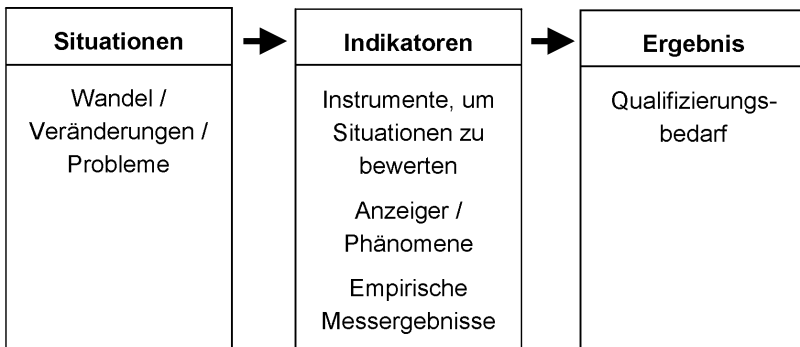 Situationen
Wandel /
Veränderungen /
Probleme
Indikatoren
Instrumente, um
Situationen zu
bewerten
Anzeiger /
Phänomene
Empirische
Messergebnisse
Ergebnis
Qualifizierungs-
bedarf